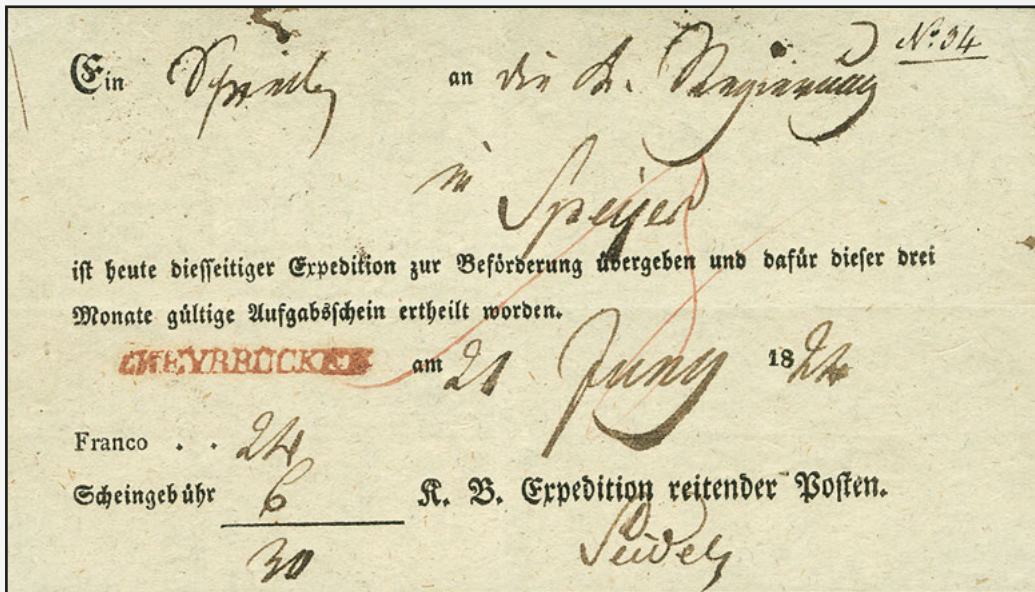 No. 34
Ein Schreiben an die K. Regierung
in
Speyer
ist heute diesseitiger Expedition zur Beförderung übergeben und dafür dieser drei
Monate gültige Aufgabsschein ertheilt worden.
ZWEYBRÜCKEN am 21 Juny 1824
Franco . . 24
Scheingebühr 6
30
K. B. Expedition reitender Posten.